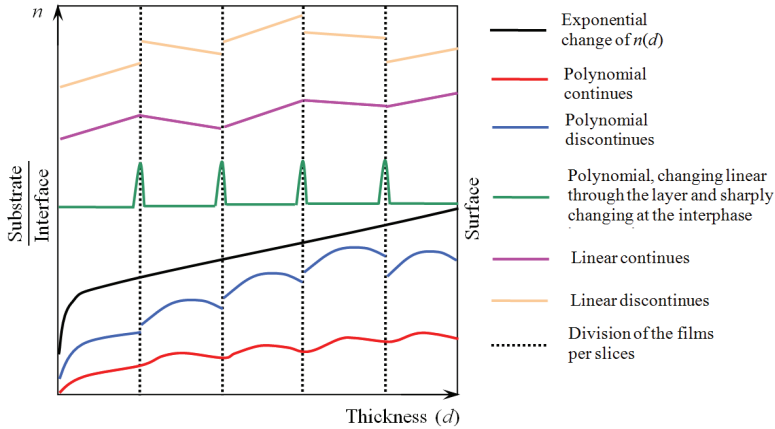 n
Substrate
Interface
Surface
Thickness (d)
Exponential
change of n(d)
Polynomial
continues
Polynomial
discontinues
Polynomial, changing linear
through the layer and sharply
changing at the interphase
Linear continues
Linear discontinues
Division of the films
per slices